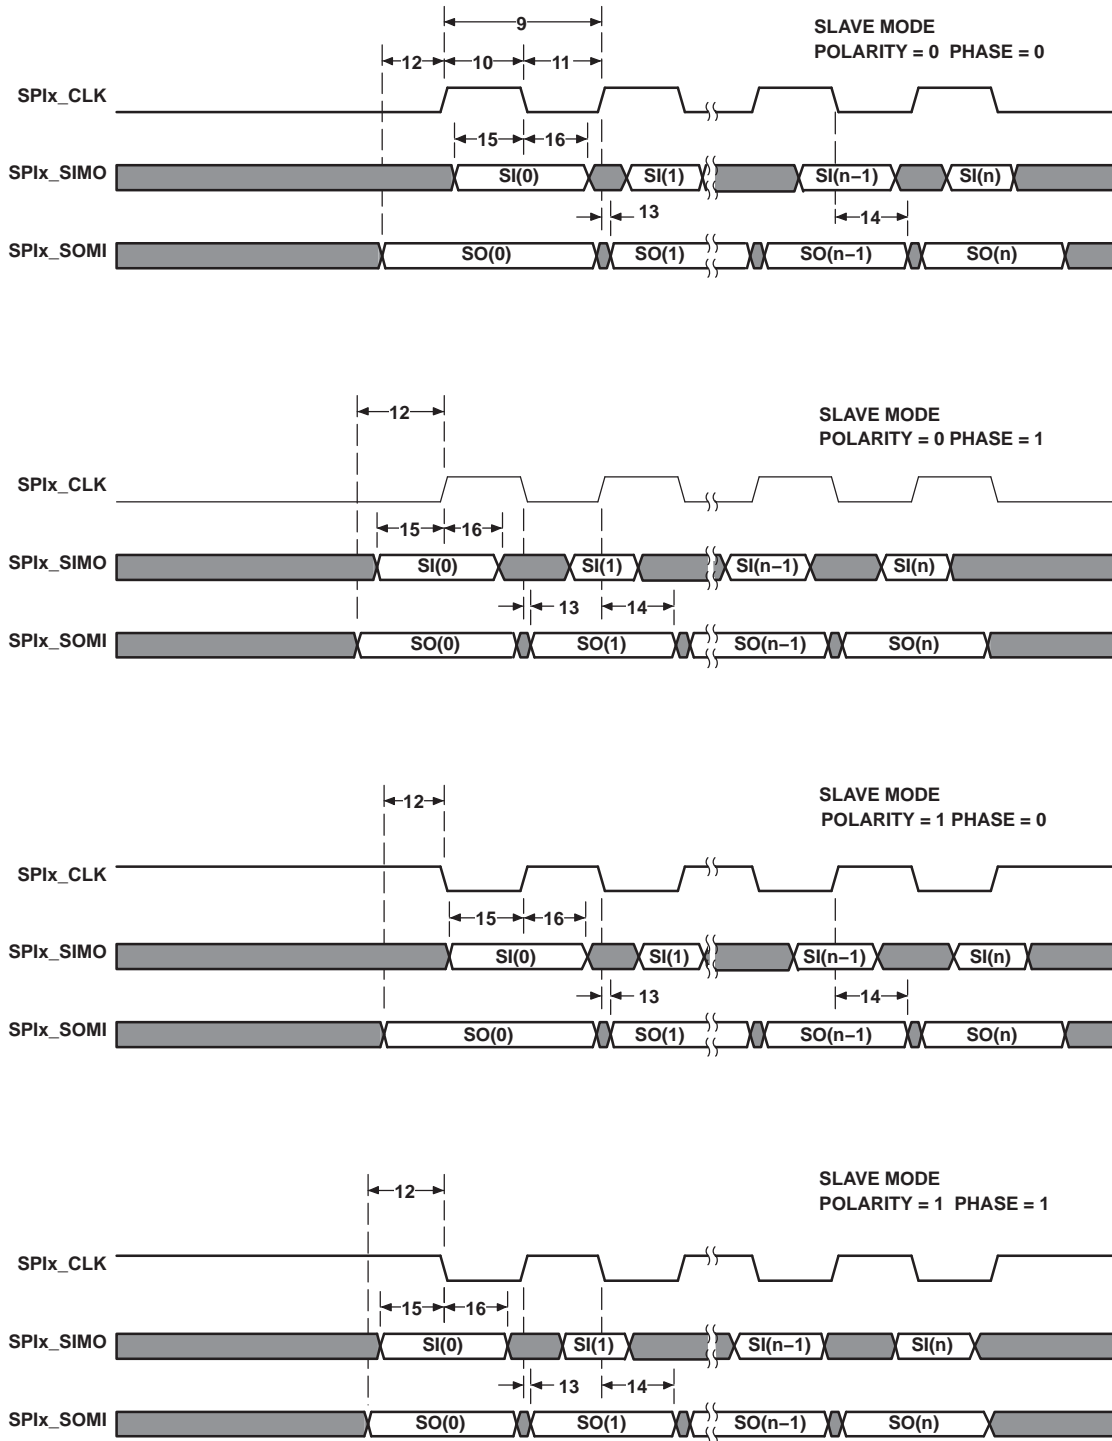 9
SLAVE MODE
POLARITY = 0 PHASE = 0
12 10 11
SPIx_CLK
15 16
SPIx_SIMO SI(0) SI(1) SI(n−1) SI(n)
13 14
SPIx_SOMI SO(0) SO(1) SO(n−1) SO(n)
12
SLAVE MODE
POLARITY = 0 PHASE = 1
SPIx_CLK
15 16
SPIx_SIMO SI(0) SI(1) SI(n−1) SI(n)
13 14
SPIx_SOMI SO(0) SO(1) SO(n−1) SO(n)
SLAVE MODE
12
POLARITY = 1 PHASE = 0
SPIx_CLK
15 16
SPIx_SIMO SI(0) SI(1) SI(n−1) SI(n)
13 14
SPIx_SOMI SO(0) SO(1) SO(n−1) SO(n)
SLAVE MODE
12
POLARITY = 1 PHASE = 1
SPIx_CLK
15 16
SPIx_SIMO SI(0) SI(1) SI(n−1) SI(n)
13 14
SPIx_SOMI SO(0) SO(1) SO(n−1) SO(n)